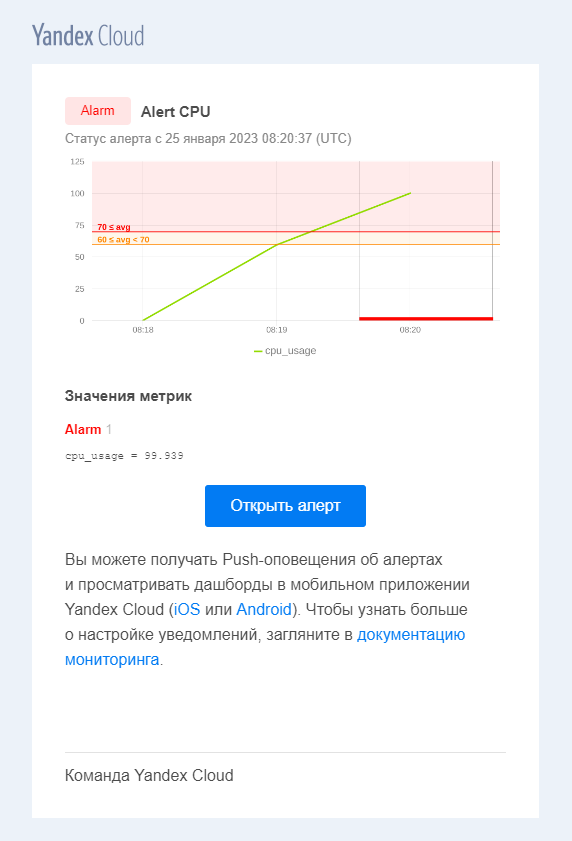 Yandex Cloud
Alarm Alert CPU
Статус алерта с 25 января 2023 08:20:37 (UTC)
125
100
75
70 ≤ avg
60 ≤ avg < 70
50
25
0
08:18 08:19 08:20
cpu_usage
Значения метрик
Alarm 1
cpu_usage = 99.939
Открыть алерт
Вы можете получать Push-оповещения об алертах
и просматривать дашборды в мобильном приложении
Yandex Cloud (iOS или Android). Чтобы узнать больше
о настройке уведомлений, загляните в документацию
мониторинга.
Команда Yandex Cloud